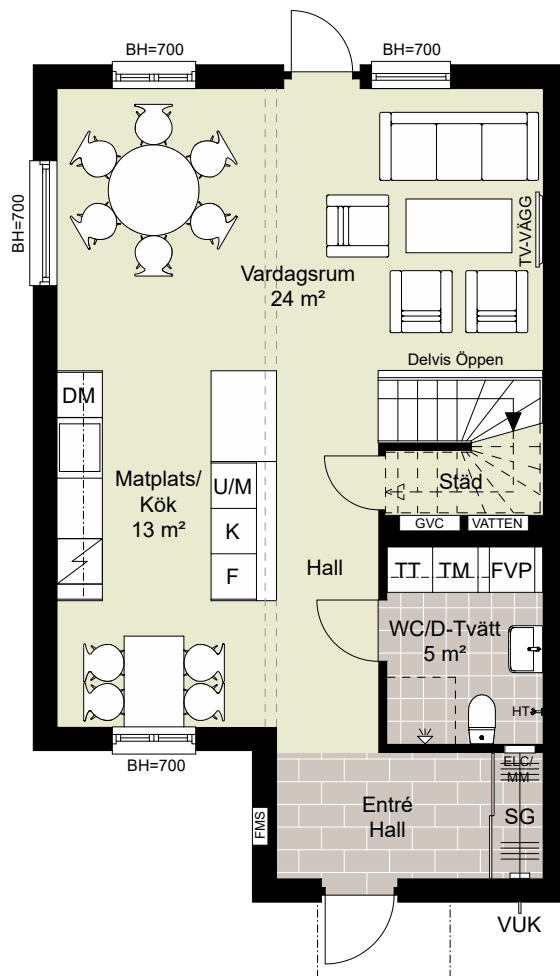 BH=700
BH=700
BH=700
TV-VÄGG
Vardagsrum
24 m²
Delvis Öppen
DM
Matplats/
Kök
13 m²
U/M
K
F
Städ
GVC
VATTEN
Hall
TT
TM
FVP
WC/D-Tvätt
5 m²
HT
BH=700
ELC/
MM
Entré
Hall
SG
FMS
VUK